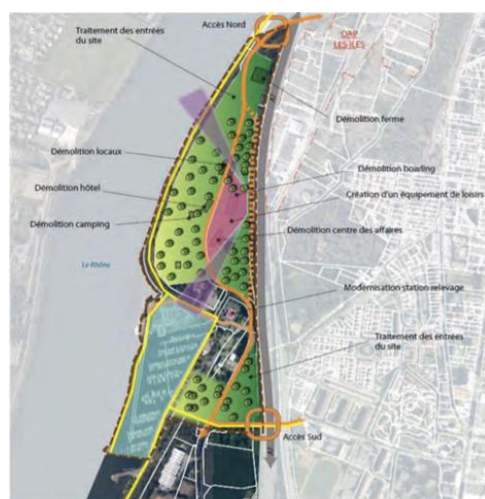 Accès Nord
Traitement des entrées
du site
OAP
LES ILES
Démolition ferme
Démolition locaux
Démolition bowling
Démolition hôtel
Création d'un équipement de loisirs
Démolition camping
Démolition centre des affaires
Le Rhône
Modernisation station relevage
Traitement des entrées
du site
Accès Sud